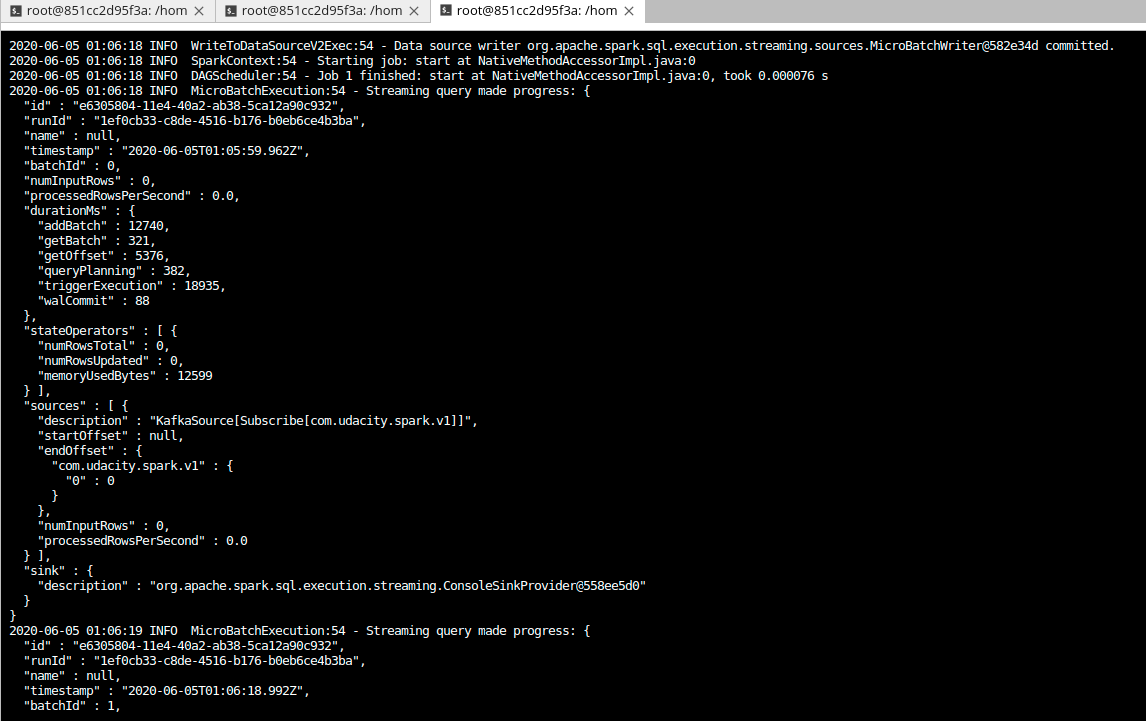 root@851cc2d95f3a: /hom × root@851cc2d95f3a: /hom × root@851cc2d95f3a: /hom ×
2020-06-05 01:06:18 INFO  WriteToDataSourceV2Exec:54 - Data source writer org.apache.spark.sql.execution.streaming.sources.MicroBatchWriter@582e34d committed.
2020-06-05 01:06:18 INFO  SparkContext:54 - Starting job: start at NativeMethodAccessorImpl.java:0
2020-06-05 01:06:18 INFO  DAGScheduler:54 - Job 1 finished: start at NativeMethodAccessorImpl.java:0, took 0.000076 s
2020-06-05 01:06:18 INFO  MicroBatchExecution:54 - Streaming query made progress: {
  "id" : "e6305804-11e4-40a2-ab38-5ca12a90c932",
  "runId" : "1ef0cb33-c8de-4516-b176-b0eb6ce4b3ba",
  "name" : null,
  "timestamp" : "2020-06-05T01:05:59.962Z",
  "batchId" : 0,
  "numInputRows" : 0,
  "processedRowsPerSecond" : 0.0,
  "durationMs" : {
    "addBatch" : 12740,
    "getBatch" : 321,
    "getOffset" : 5376,
    "queryPlanning" : 382,
    "triggerExecution" : 18935,
    "walCommit" : 88
  },
  "stateOperators" : [ {
    "numRowsTotal" : 0,
    "numRowsUpdated" : 0,
    "memoryUsedBytes" : 12599
  } ],
  "sources" : [ {
    "description" : "KafkaSource[Subscribe[com.udacity.spark.v1]]",
    "startOffset" : null,
    "endOffset" : {
      "com.udacity.spark.v1" : {
        "0" : 0
      }
    },
    "numInputRows" : 0,
    "processedRowsPerSecond" : 0.0
  } ],
  "sink" : {
    "description" : "org.apache.spark.sql.execution.streaming.ConsoleSinkProvider@558ee5d0"
  }
}
2020-06-05 01:06:19 INFO  MicroBatchExecution:54 - Streaming query made progress: {
  "id" : "e6305804-11e4-40a2-ab38-5ca12a90c932",
  "runId" : "1ef0cb33-c8de-4516-b176-b0eb6ce4b3ba",
  "name" : null,
  "timestamp" : "2020-06-05T01:06:18.992Z",
  "batchId" : 1,